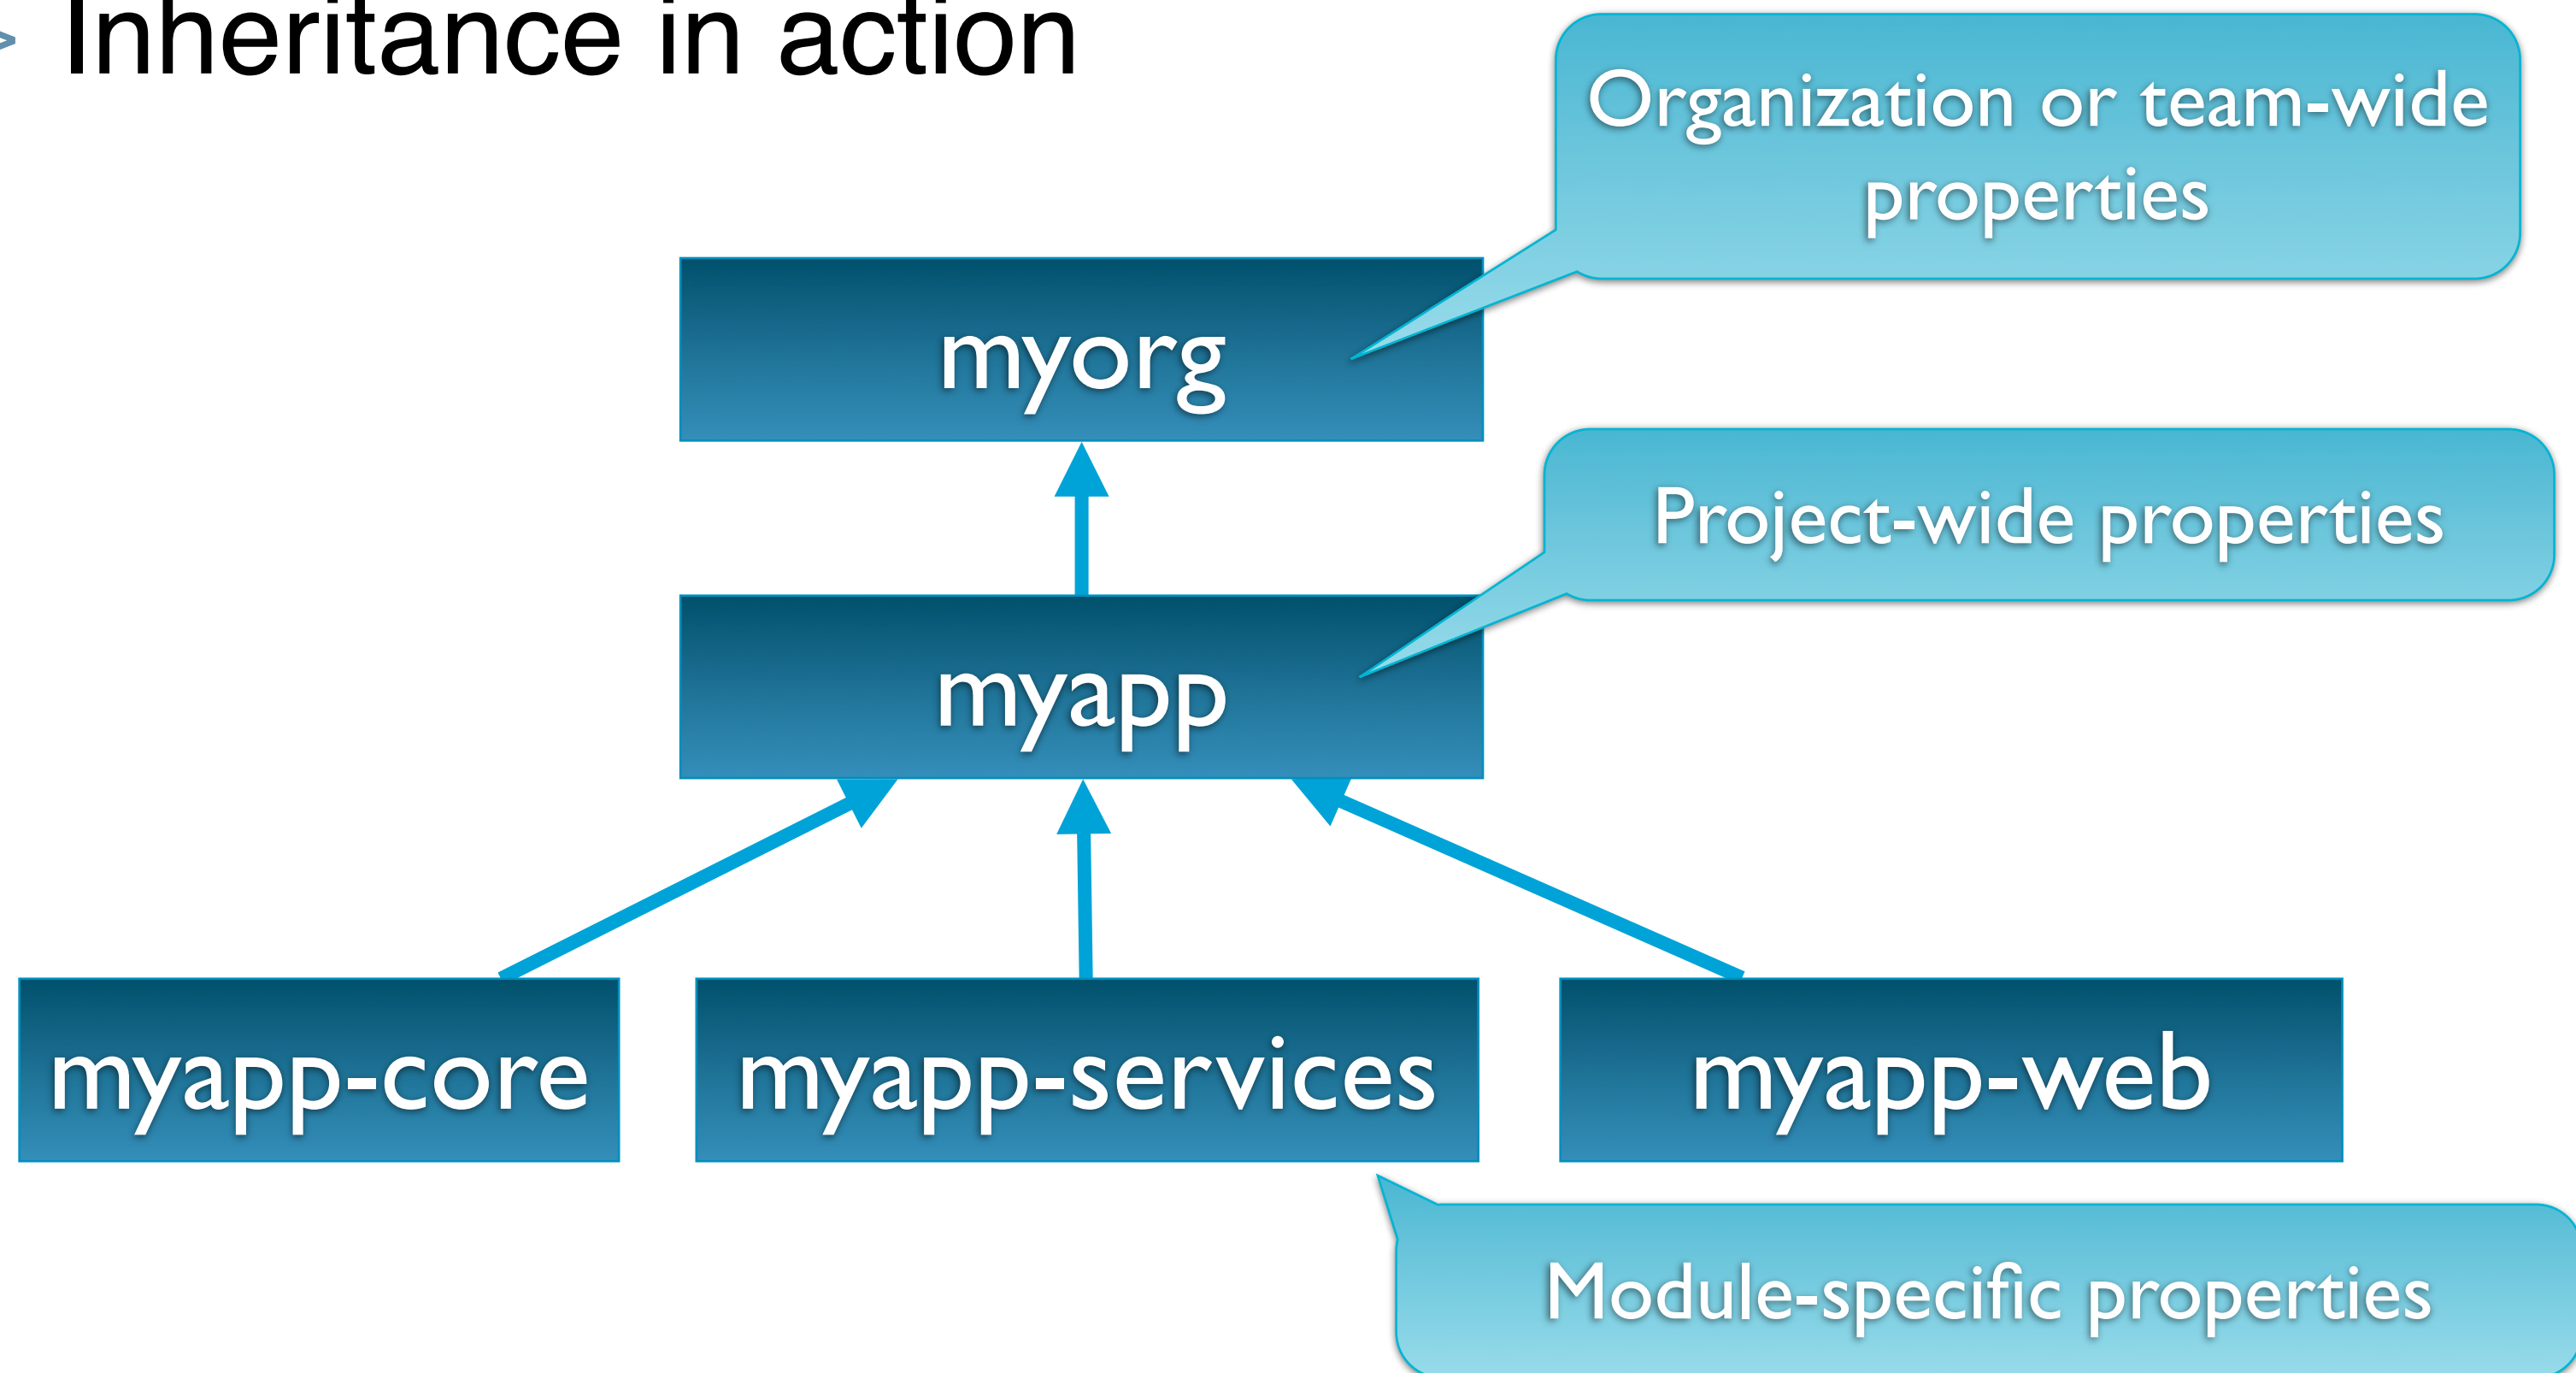 > Inheritance in action
Organization or team-wide
properties
myorg
Project-wide properties
myapp
myapp-core
myapp-services
myapp-web
Module-specific properties